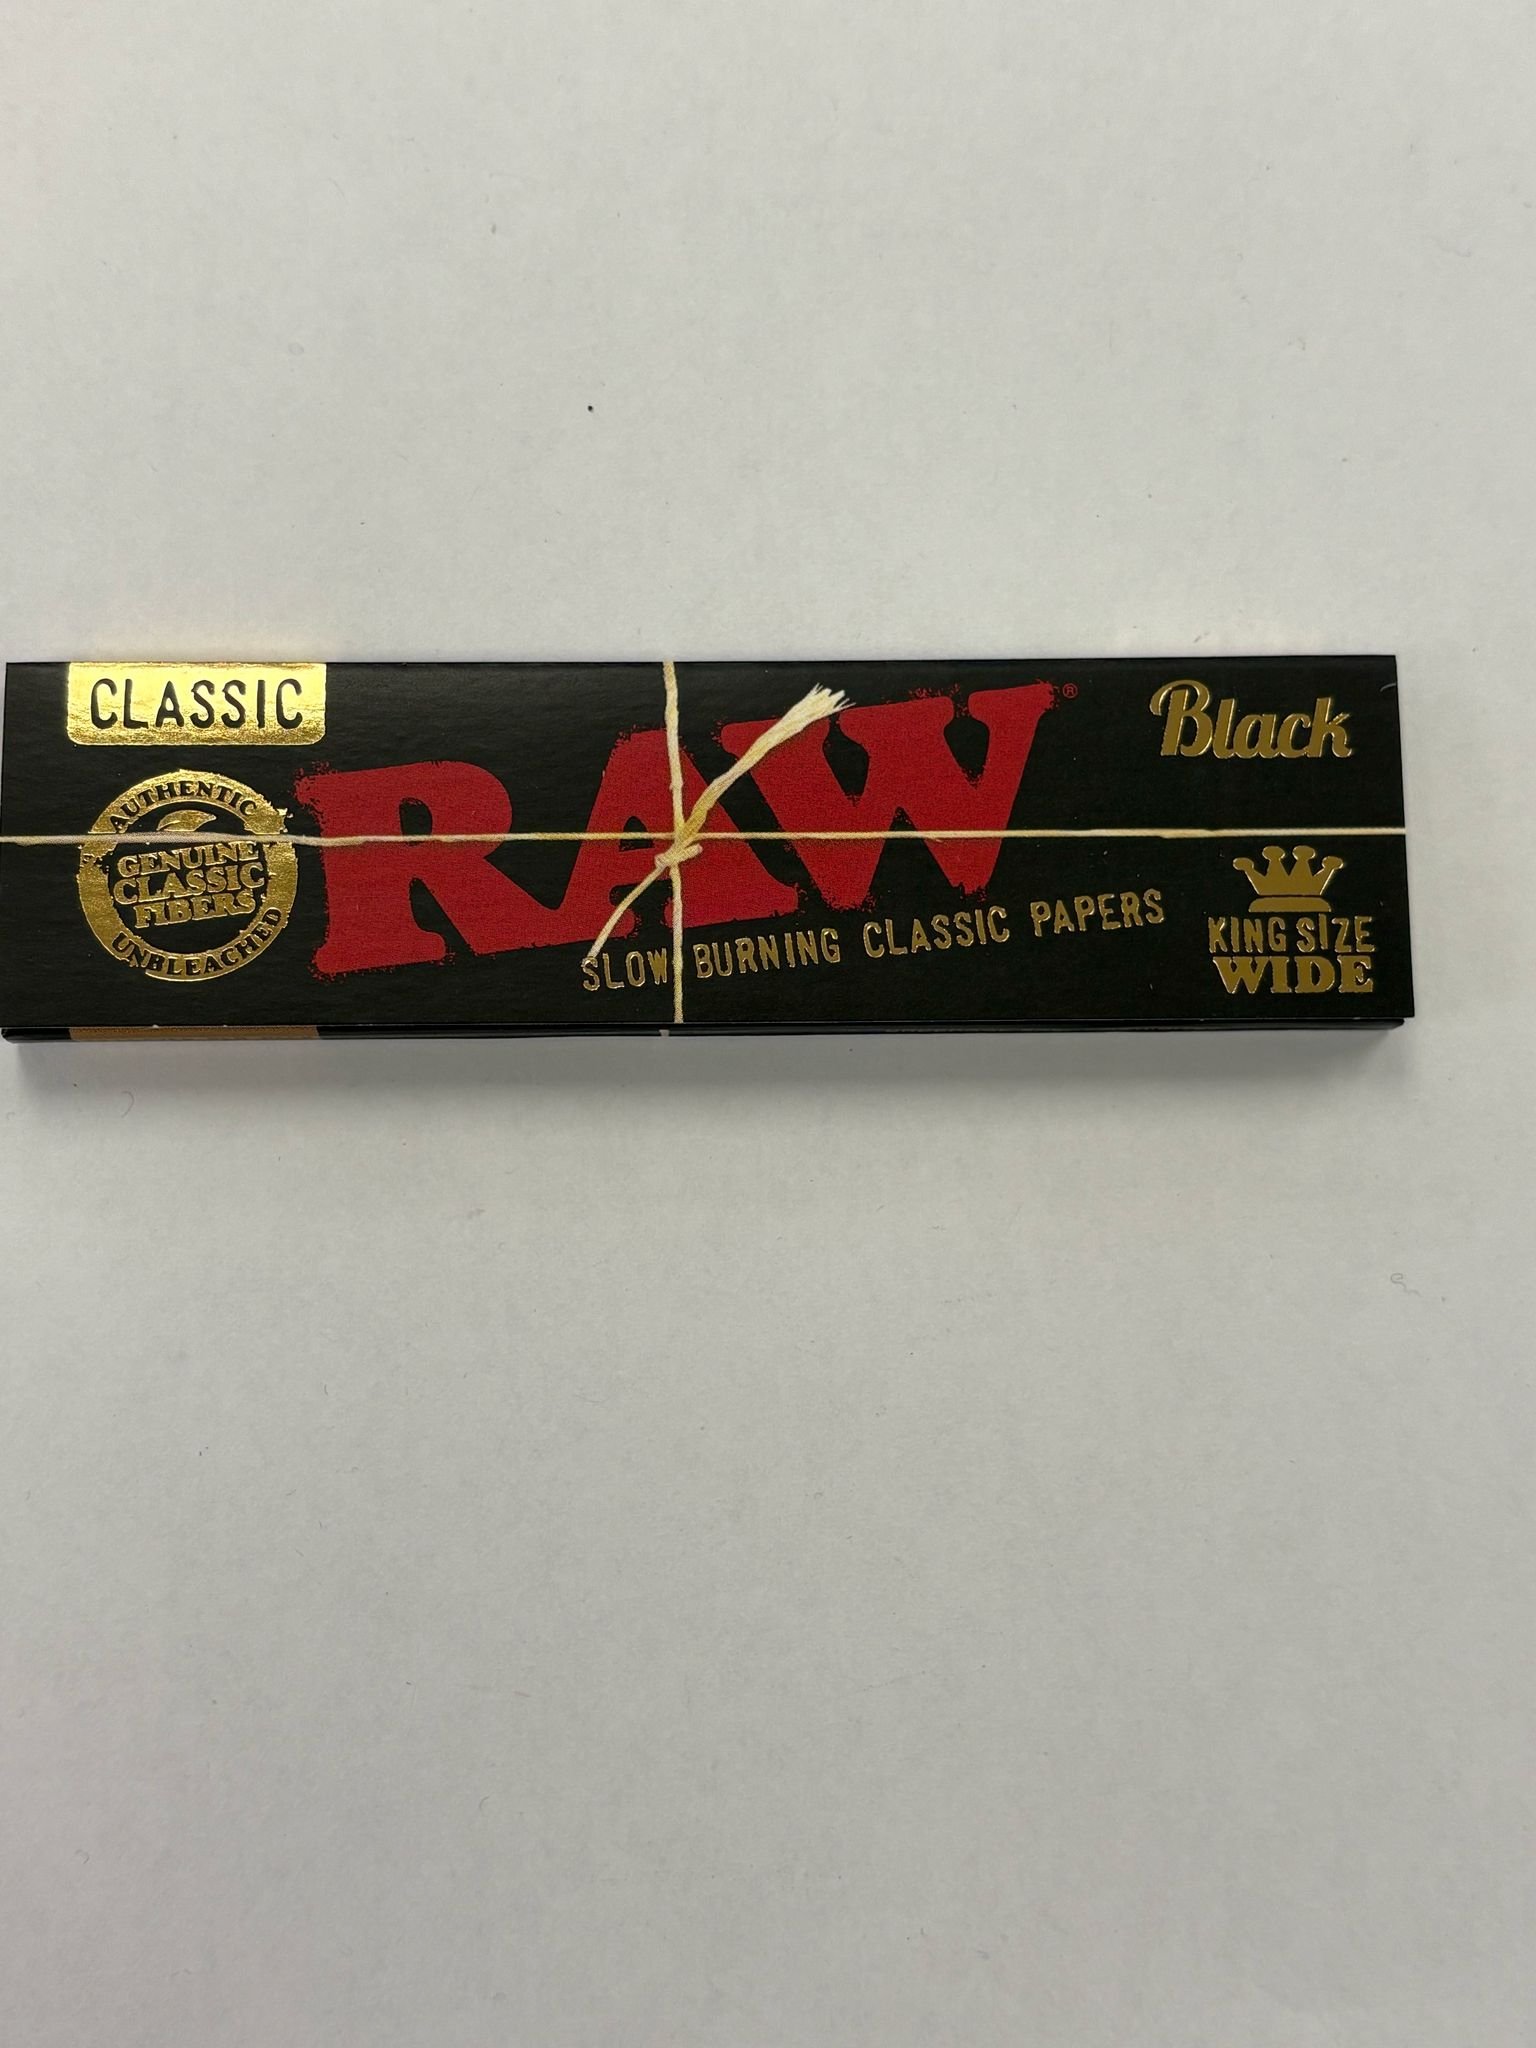 CLASSIC
AUTHENTIC
GENUINE
CLASSIC
FIBERS
UNBLEACHED
RAW®
SLOW BURNING CLASSIC PAPERS
Black
KING SIZE
WIDE